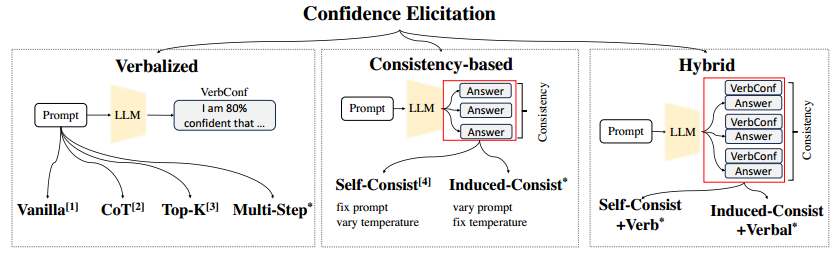 Confidence Elicitation
Verbalized
VerbConf
Prompt
LLM
I am 80%
confident that ...
Vanilla[1]
CoT[2]
Top-K[3]
Multi-Step*
Consistency-based
Prompt
LLM
Answer
Answer
Answer
Consistency
Self-Consist[4]
fix prompt
vary temperature
Induced-Consist*
vary prompt
fix temperature
Hybrid
Prompt
LLM
VerbConf
Answer
VerbConf
Answer
VerbConf
Answer
Consistency
Self-Consist
+Verb*
Induced-Consist
+Verbal*